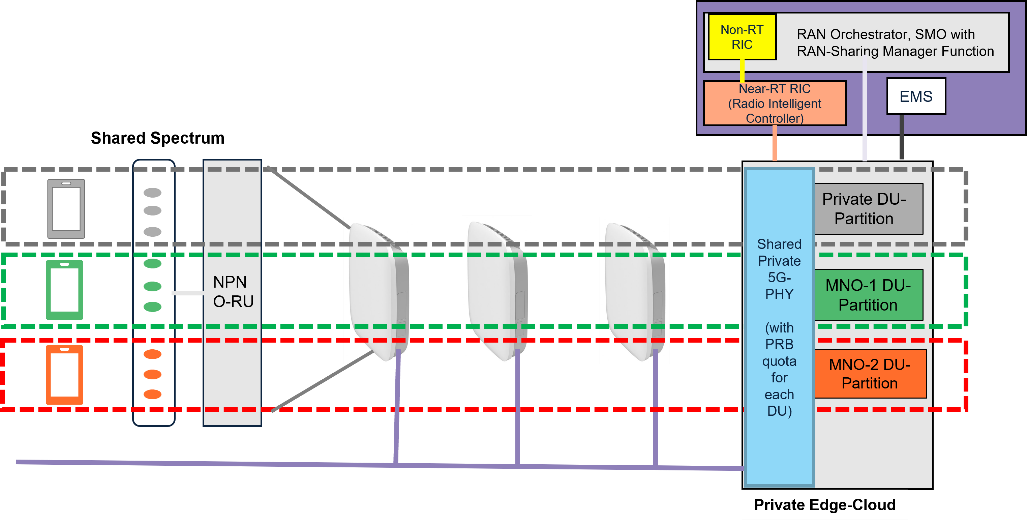 Non-RT
RIC
RAN Orchestrator, SMO with
RAN-Sharing Manager Function
Near-RT RIC
(Radio Intelligent
Controller)
EMS
Shared Spectrum
NPN
O-RU
Shared
Private
5G-
PHY
(with
PRB
quota
for
each
DU)
Private DU-
Partition
MNO-1 DU-
Partition
MNO-2 DU-
Partition
Private Edge-Cloud